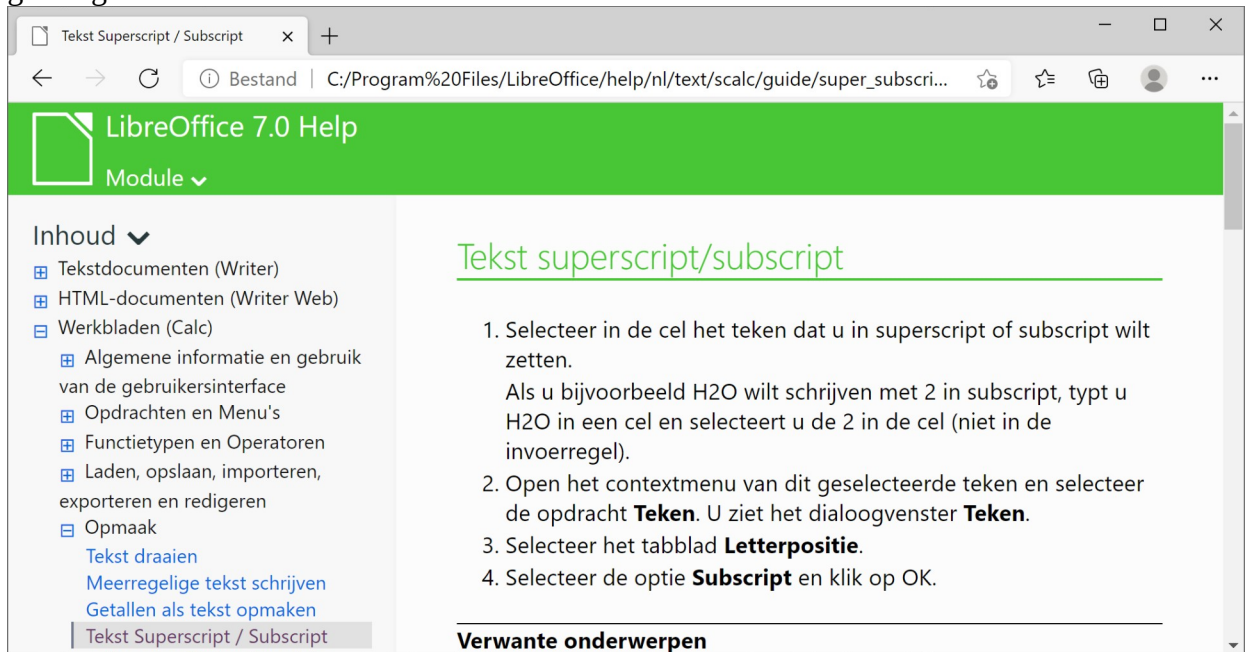 Tekst Superscript / Subscript
Bestand | C:/Program%20Files/LibreOffice/help/nl/text/scalc/guide/super_subscri...
LibreOffice 7.0 Help
Module
Inhoud
Tekstdocumenten (Writer)
HTML-documenten (Writer Web)
Werkbladen (Calc)
Algemene informatie en gebruik
van de gebruikersinterface
Opdrachten en Menu's
Functietypen en Operatoren
Laden, opslaan, importeren,
exporteren en redigeren
Opmaak
Tekst draaien
Meerregelige tekst schrijven
Getallen als tekst opmaken
Tekst Superscript / Subscript
Tekst superscript/subscript
1. Selecteer in de cel het teken dat u in superscript of subscript wilt
zetten.
Als u bijvoorbeeld H2O wilt schrijven met 2 in subscript, typt u
H2O in een cel en selecteert u de 2 in de cel (niet in de
invoerregel).
2. Open het contextmenu van dit geselecteerde teken en selecteer
de opdracht Teken. U ziet het dialoogvenster Teken.
3. Selecteer het tabblad Letterpositie.
4. Selecteer de optie Subscript en klik op OK.
Verwante onderwerpen